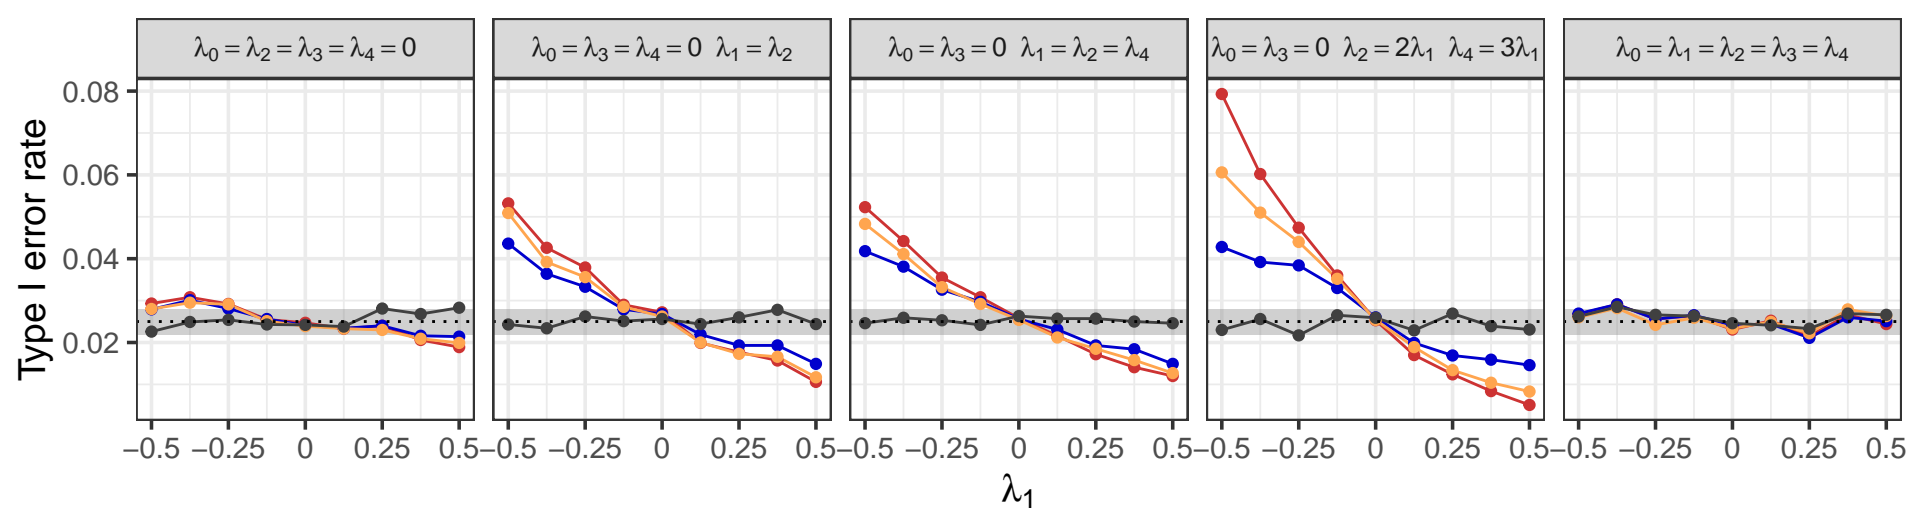 λ₀ = λ₂ = λ₃ = λ₄ = 0
λ₀ = λ₃ = λ₄ = 0 λ₁ = λ₂
λ₀ = λ₃ = 0 λ₁ = λ₂ = λ₄
λ₀ = λ₃ = 0 λ₂ = 2λ₁ λ₄ = 3λ₁
λ₀ = λ₁ = λ₂ = λ₃ = λ₄
Type I error rate
0.08
0.06
0.04
0.02
−0.5 −0.25 0 0.25 0.5
−0.5 −0.25 0 0.25 0.5
−0.5 −0.25 0 0.25 0.5
−0.5 −0.25 0 0.25 0.5
−0.5 −0.25 0 0.25 0.5
λ₁